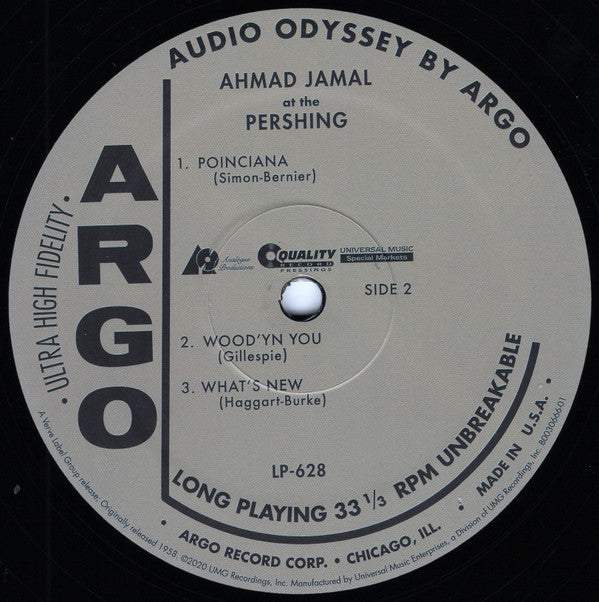 AUDIO ODYSSEY BY ARGO
AHMAD JAMAL
at the
PERSHING
1. POINCIANA
(Simon-Bernier)
ARGO
· ULTRA HIGH FIDELITY ·
AP Analogue Productions
QUALITY RECORD PRESSINGS
UNIVERSAL MUSIC
Special Markets
SIDE 2
2. WOOD'YN YOU
(Gillespie)
3. WHAT'S NEW
(Haggart-Burke)
LP-628
LONG PLAYING 33 1/3 RPM UNBREAKABLE
ARGO RECORD CORP. • CHICAGO, ILL. • MADE IN U.S.A. •
A Verve Label Group release. Originally released 1958. ©2020 UMG Recordings, Inc. Manufactured by Universal Music Enterprises, a Division of UMG Recordings, Inc. B0030666-01